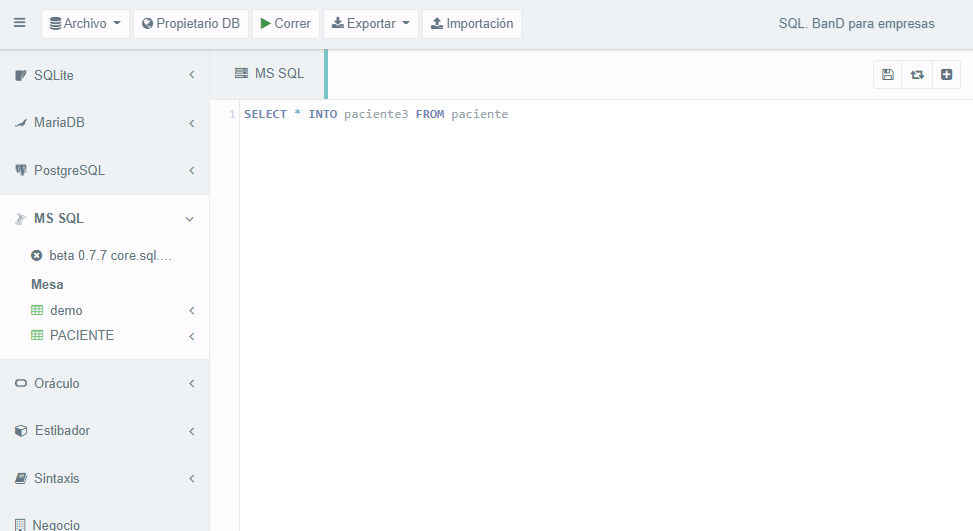 Archivo Propietario DB Correr Exportar Importación SQL. BanD para empresas
SQLite
MS SQL
1 SELECT * INTO paciente3 FROM paciente
MariaDB
PostgreSQL
MS SQL
beta 0.7.7 core.sql....
Mesa
demo
PACIENTE
Oráculo
Estibador
Sintaxis
Negocio